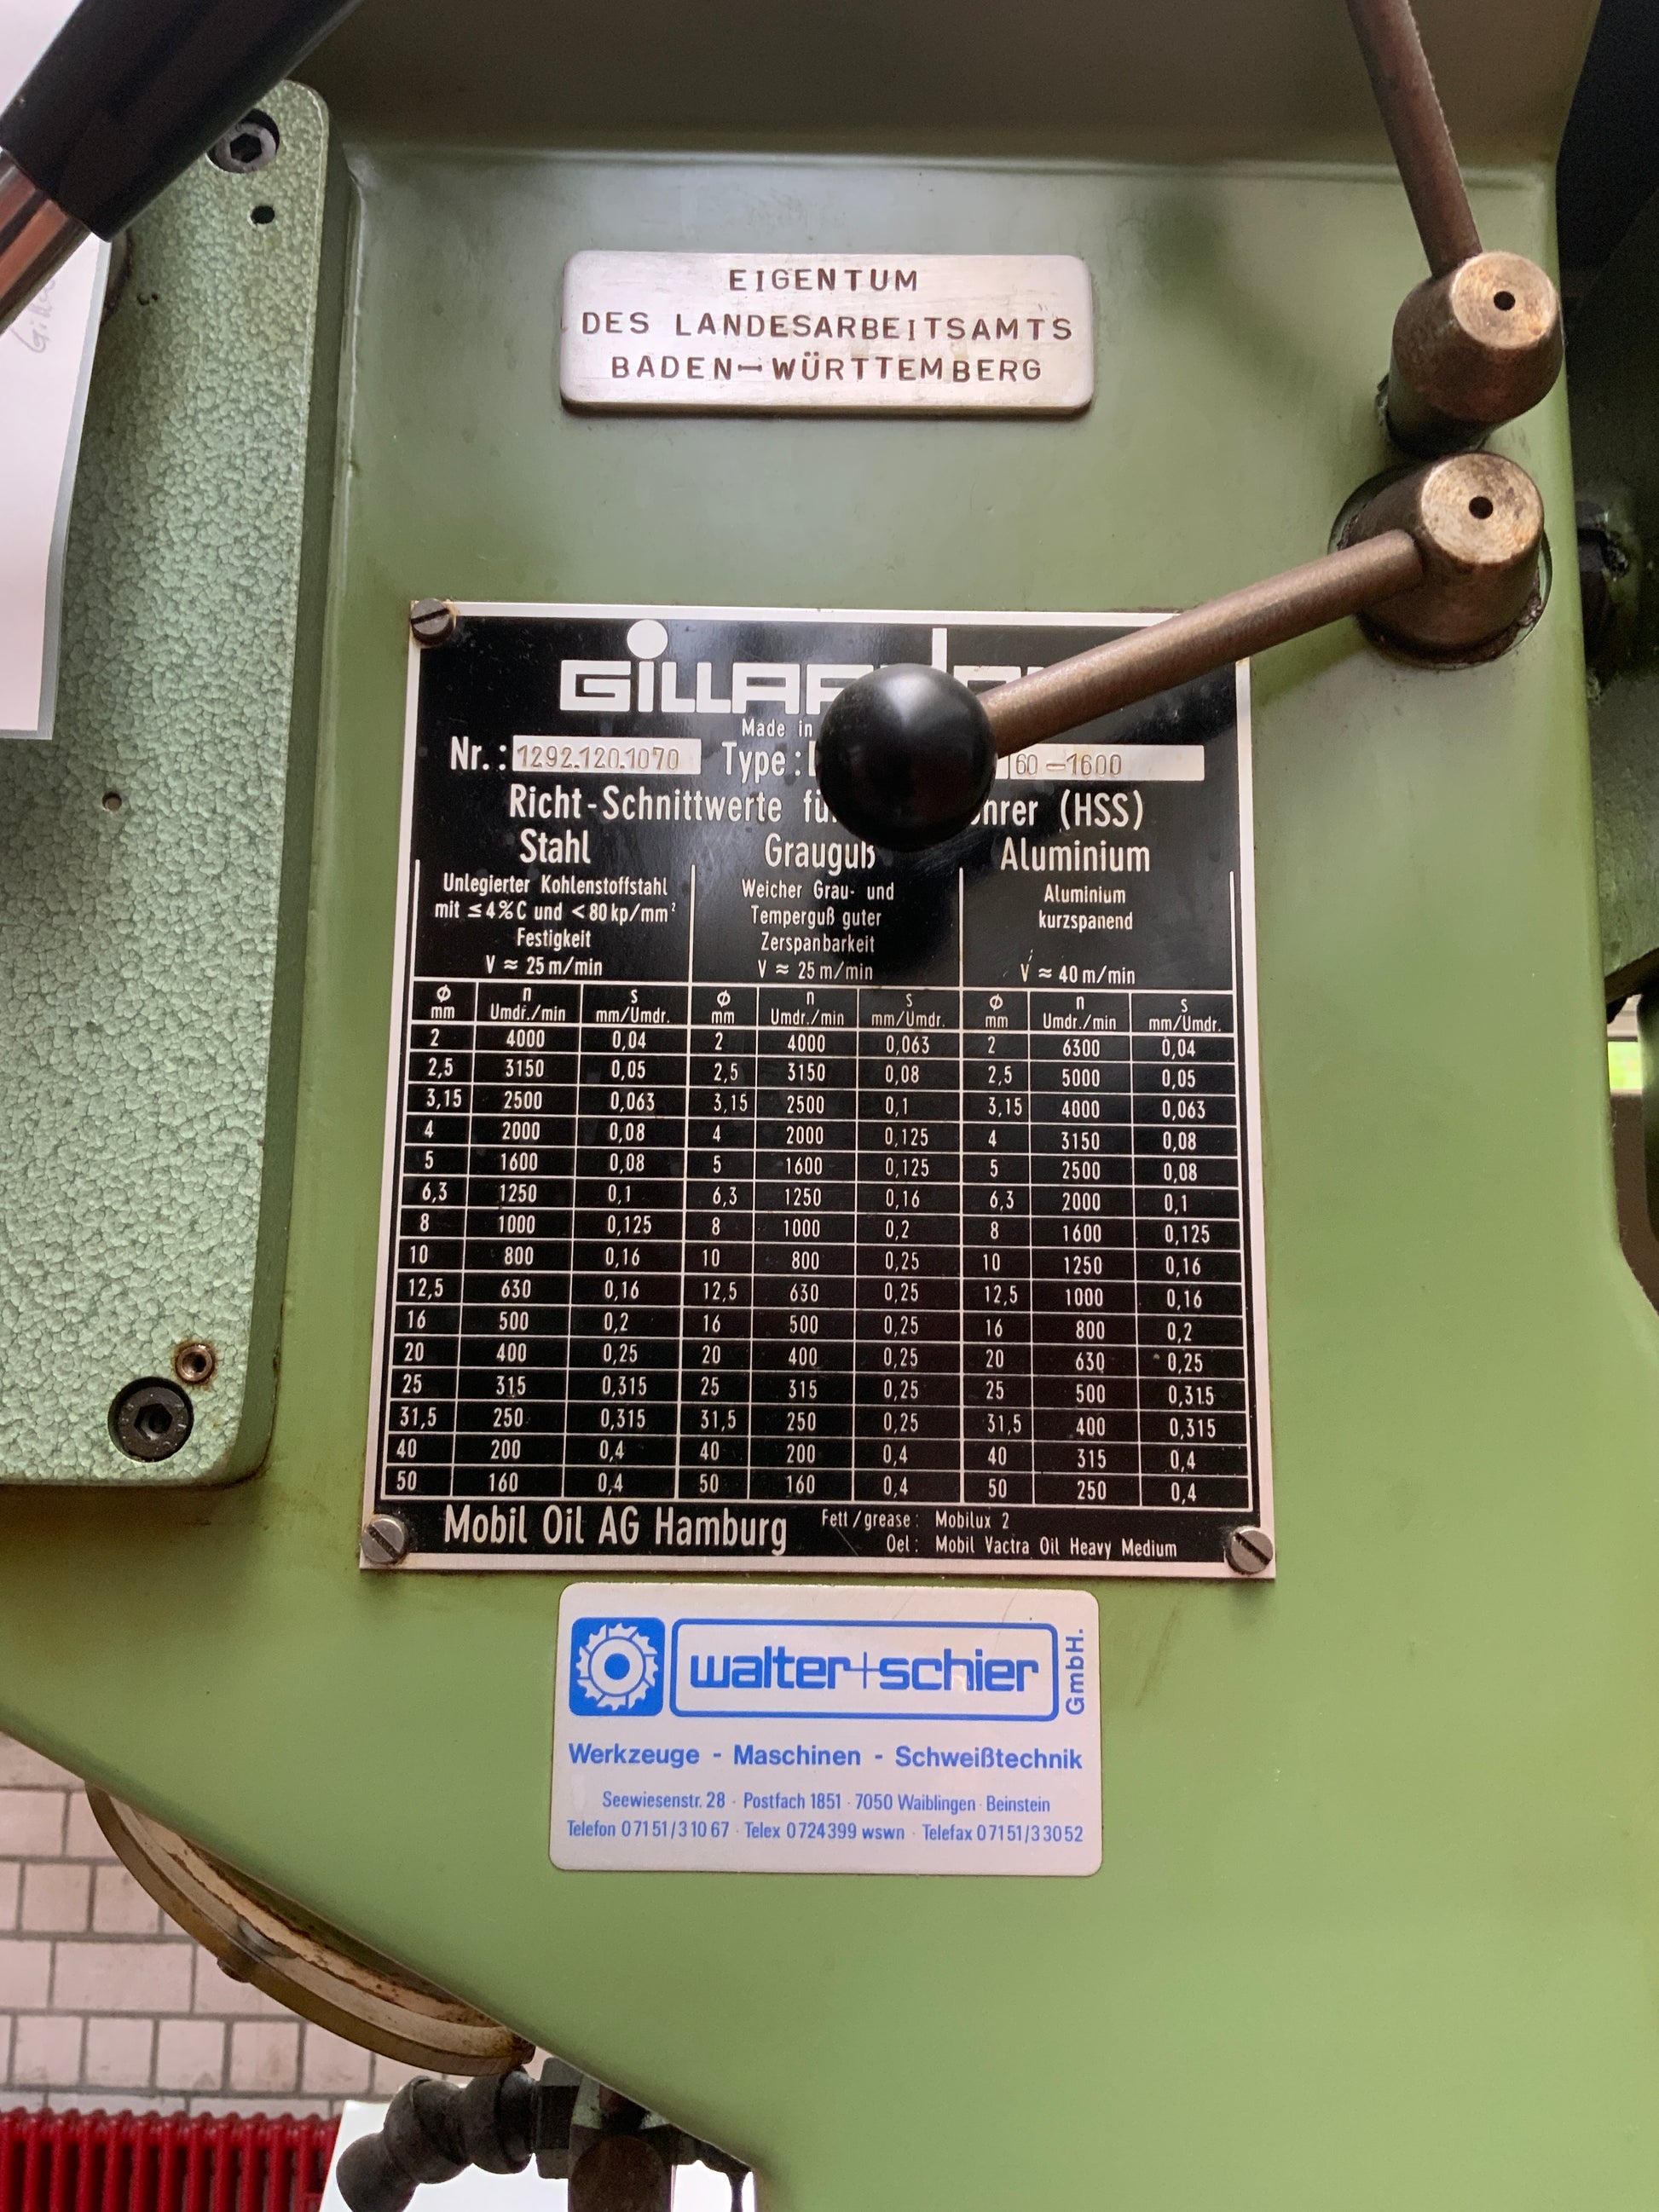 EIGENTUM
DES LANDESARBEITSAMTS
BADEN-WÜRTTEMBERG
Made in
Nr.: 1292.120.1070 Type: 60-1600
Richt-Schnittwerte (HSS)
Stahl Grauguß Aluminium
Unlegierter Kohlenstoffstahl Weicher Grau- und Aluminium
mit ≤4%C und <80kp/mm² Temperguß guter kurzspanend
Festigkeit Zerspanbarkeit
V ≈ 25m/min V ≈ 25m/min V ≈ 40m/min
Ø n s Ø n s Ø n s
mm Umdr./min mm/Umdr. mm Umdr./min mm/Umdr. mm Umdr./min mm/Umdr.
2 4000 0,04 2 4000 0,063 2 6300 0,04
2,5 3150 0,05 2,5 3150 0,08 2,5 5000 0,05
3,15 2500 0,063 3,15 2500 0,1 3,15 4000 0,063
4 2000 0,08 4 2000 0,125 4 3150 0,08
5 1600 0,08 5 1600 0,125 5 2500 0,08
6,3 1250 0,1 6,3 1250 0,16 6,3 2000 0,1
8 1000 0,125 8 1000 0,2 8 1600 0,125
10 800 0,16 10 800 0,25 10 1250 0,16
12,5 630 0,16 12,5 630 0,25 12,5 1000 0,16
16 500 0,2 16 500 0,25 16 800 0,2
20 400 0,25 20 400 0,25 20 630 0,25
25 315 0,315 25 315 0,25 25 500 0,315
31,5 250 0,315 31,5 250 0,25 31,5 400 0,315
40 200 0,4 40 200 0,4 40 315 0,4
50 160 0,4 50 160 0,4 50 250 0,4
Mobil Oil AG Hamburg Fett/grease: Mobilux 2
Oel: Mobil Vactra Oil Heavy Medium
walter+schier GmbH.
Werkzeuge - Maschinen - Schweißtechnik
Seewiesenstr. 28 · Postfach 1851 · 7050 Waiblingen · Beinstein
Telefon 07151/31067 · Telex 0724399 wswn · Telefax 07151/33052